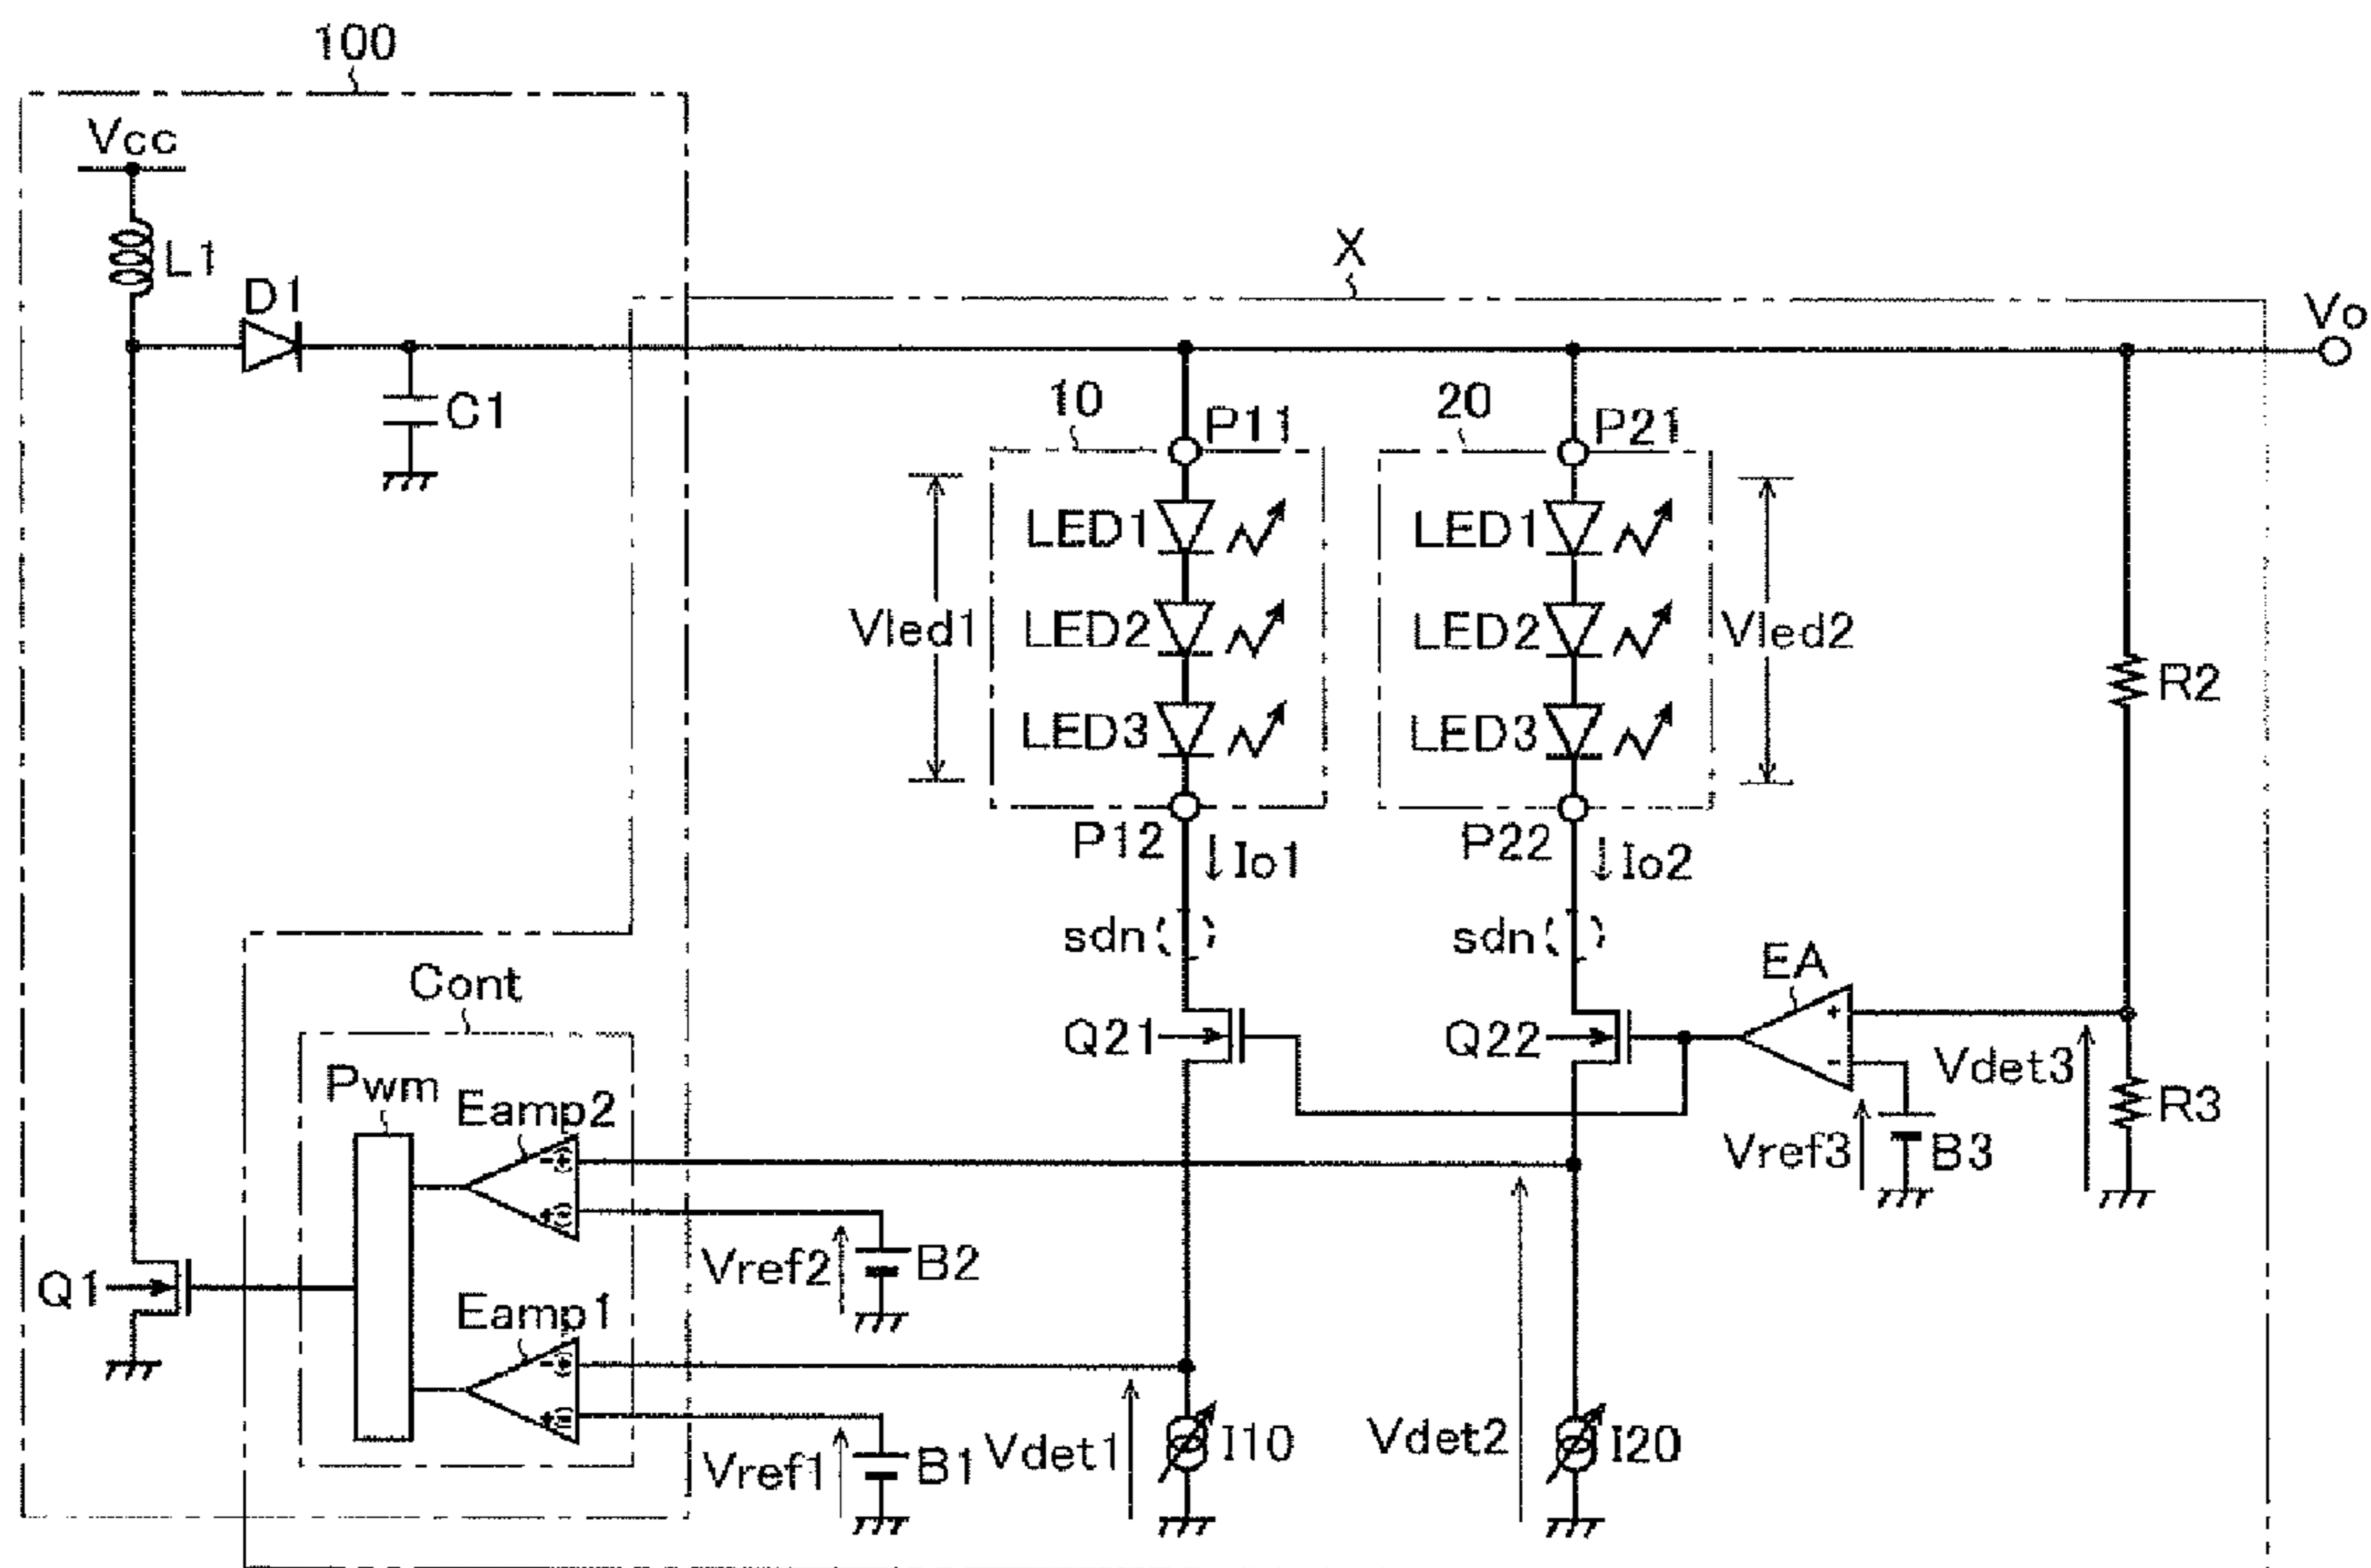 100
Vcc
L1
D1
C1
X
Vo
10
P11
20
P21
LED1
LED2
LED3
Vled1
LED1
LED2
LED3
Vled2
R2
P12
Io1
P22
Io2
sdn
sdn
Q21
Q22
EA
+
-
Vdet3
R3
Vref3
B3
Cont
Pwm
Eamp2
Vref2
B2
Q1
Eamp1
Vref1
B1
Vdet1
I10
Vdet2
I20